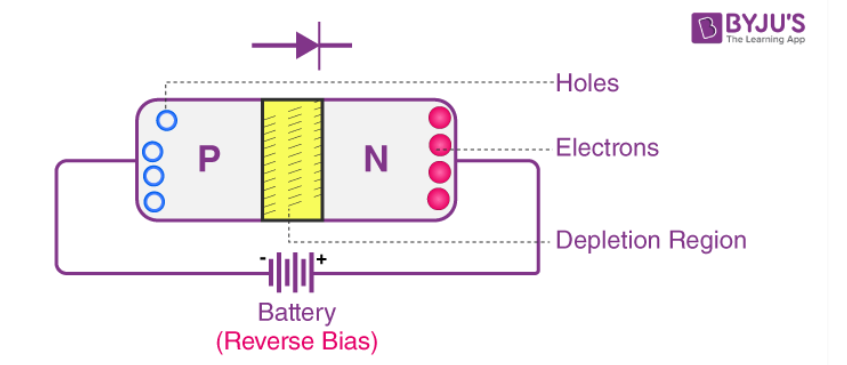 BYJU'S
The Learning App
Holes
P
N
Electrons
Depletion Region
- +
Battery
(Reverse Bias)